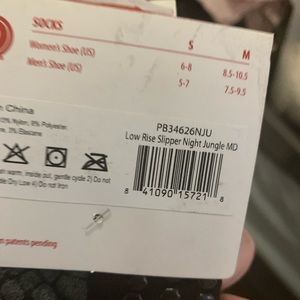 SOCKS
S M
Women's Shoe (US) 6-8 8.5-10.5
Men's Shoe (US) 5-7 7.5-9.5
China
Nylon, 8% Polyester
3% Elastane
PB34626NJU
Low Rise Slipper Night Jungle MD
warm, inside out, gentle cycle 2) Do not
Dry Low 4) Do not Iron
8 41090 15721 8
patents pending